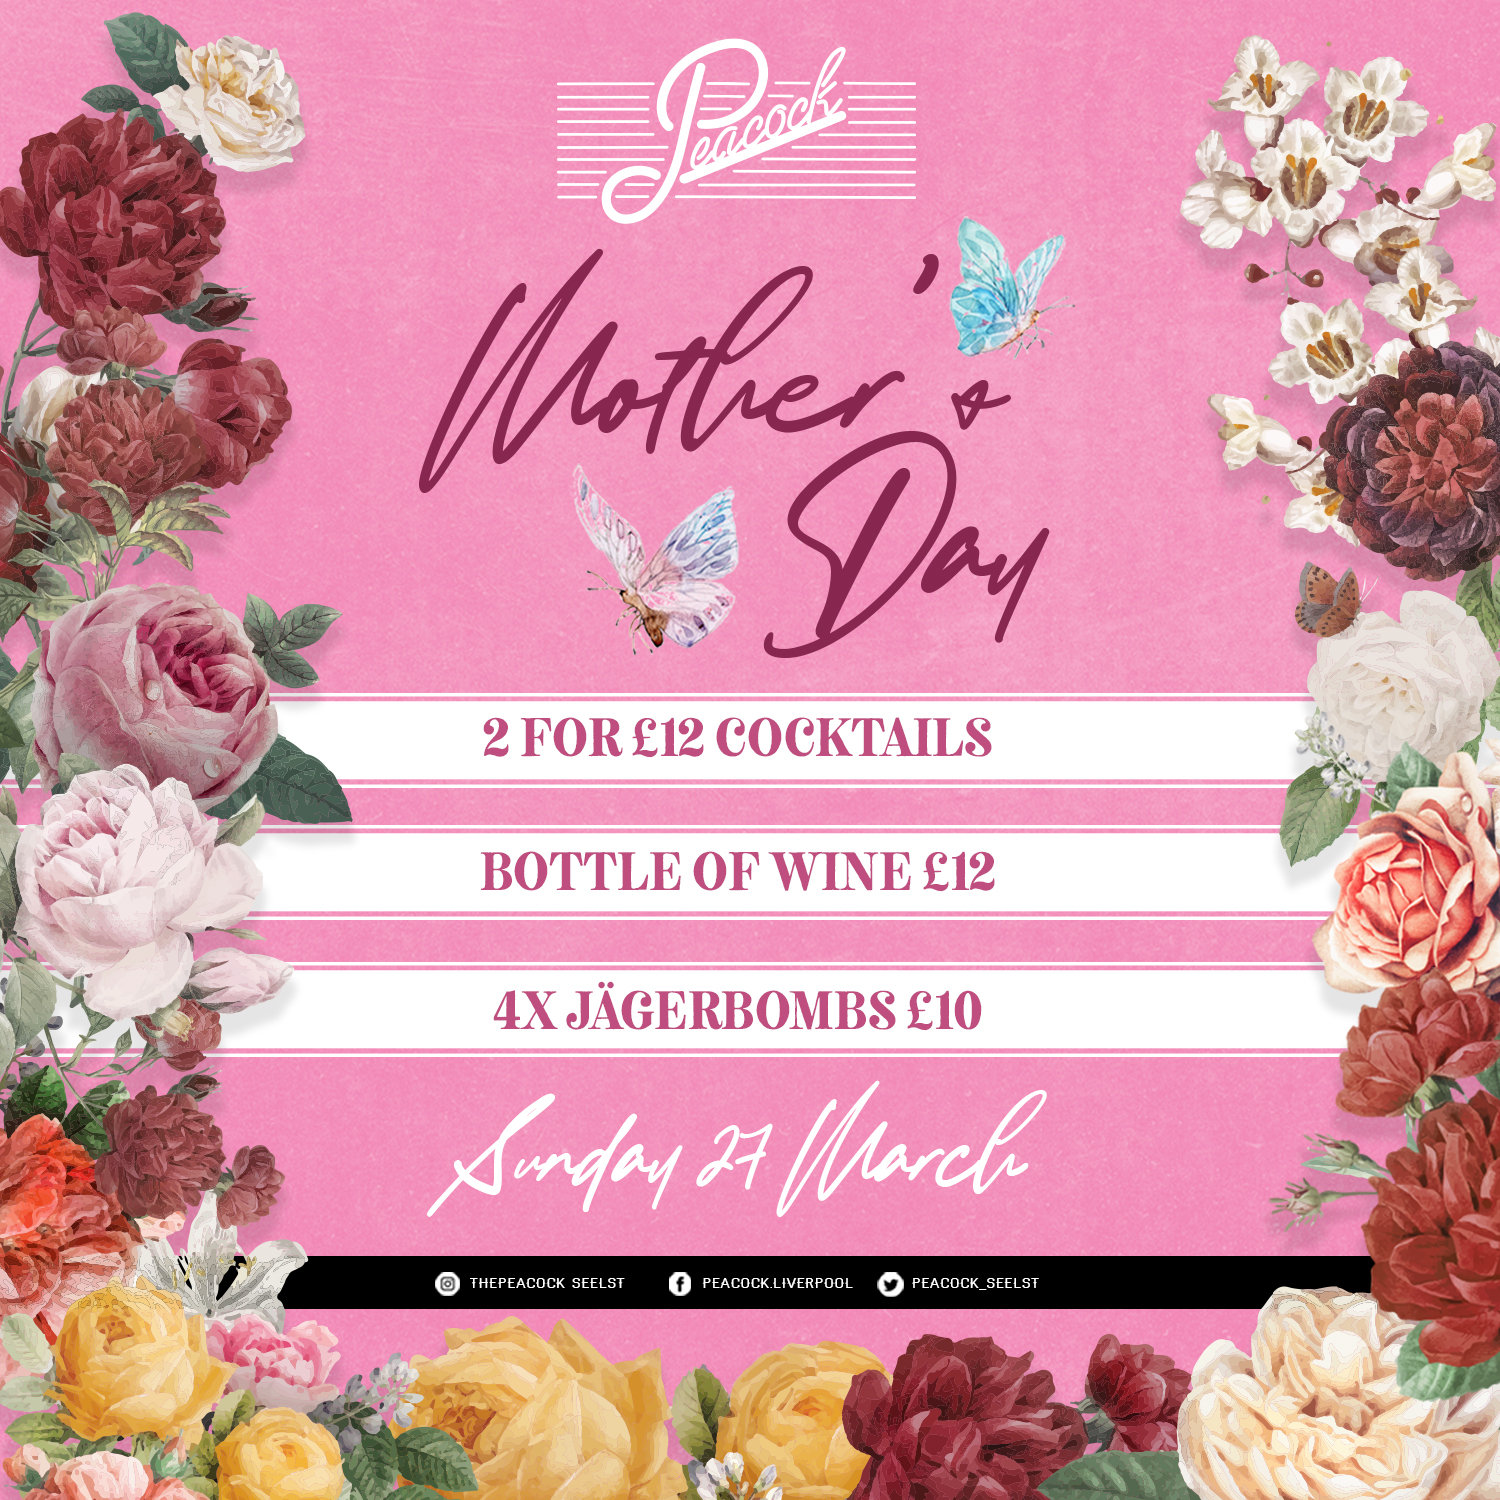 Peacock
Mother's
Day
2 FOR £12 COCKTAILS
BOTTLE OF WINE £12
4X JÄGERBOMBS £10
Sunday 27 March
THEPEACOCK SEELST PEACOCK.LIVERPOOL PEACOCK_SEELST